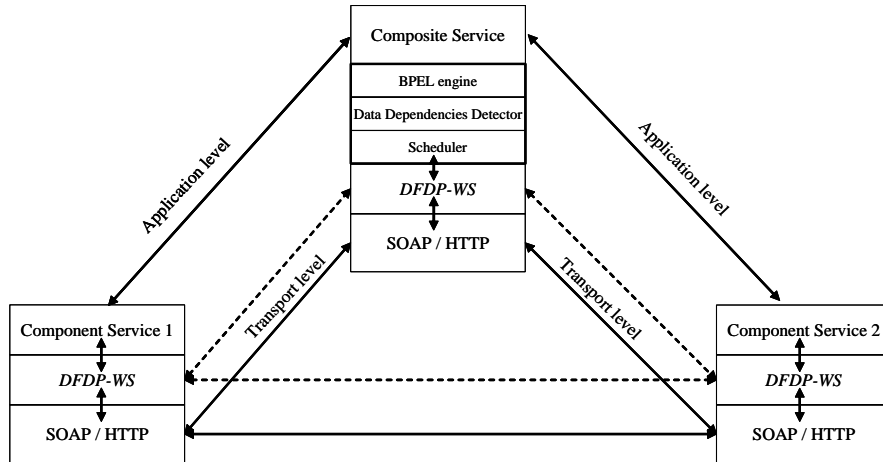 Composite Service
BPEL engine
Data Dependencies Detector
Scheduler
DFDP-WS
SOAP / HTTP
Application level
Application level
Transport level
Transport level
Component Service 1
DFDP-WS
SOAP / HTTP
Component Service 2
DFDP-WS
SOAP / HTTP